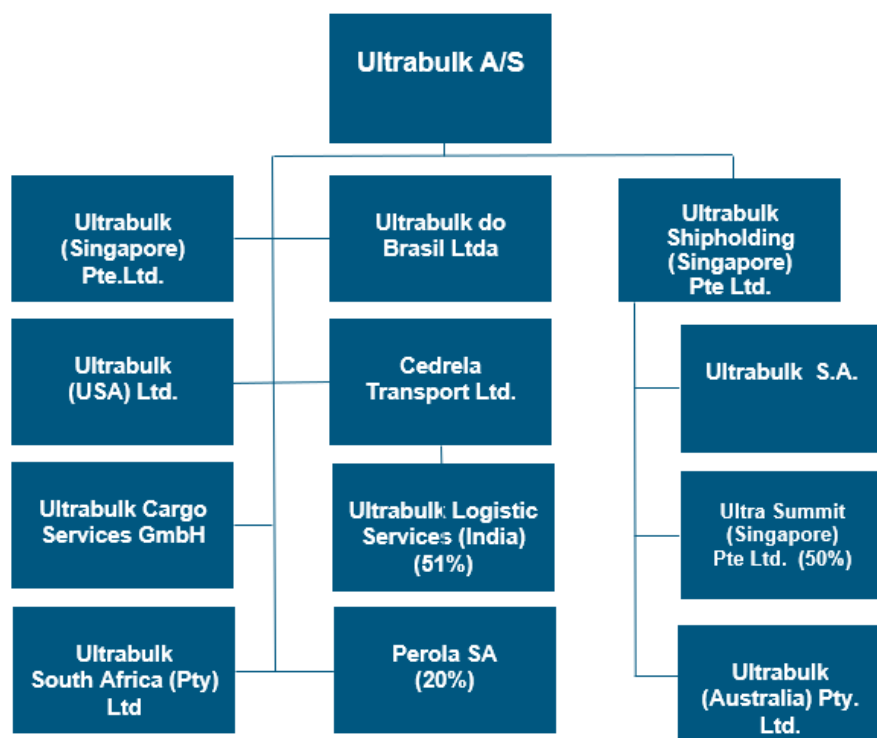 Ultrabulk A/S
Ultrabulk
(Singapore)
Pte.Ltd.
Ultrabulk do
Brasil Ltda
Ultrabulk
Shipholding
(Singapore)
Pte Ltd.
Ultrabulk
(USA) Ltd.
Cedrela
Transport Ltd.
Ultrabulk S.A.
Ultrabulk Cargo
Services GmbH
Ultrabulk Logistic
Services (India)
(51%)
Ultra Summit
(Singapore)
Pte Ltd. (50%)
Ultrabulk
South Africa (Pty)
Ltd
Perola SA
(20%)
Ultrabulk
(Australia) Pty.
Ltd.